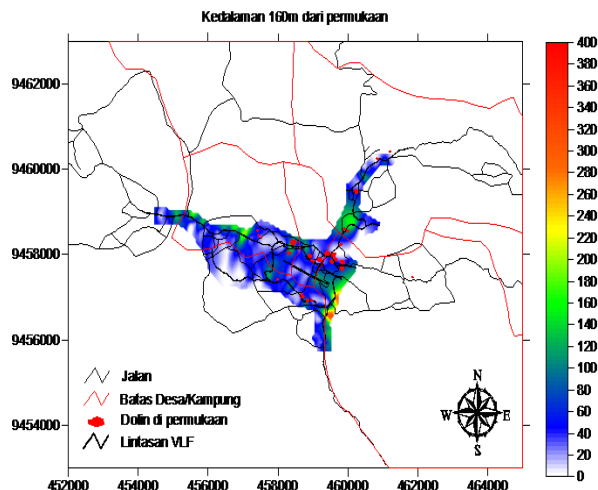 Kedalaman 160m dari permukaan
9462000
9460000
9458000
9456000
9454000
452000 454000 456000 458000 460000 462000 464000
Jalan
Batas Desa/Kampung
Dolin di permukaan
Lintasan VLF
N
W E
S
400
380
360
340
320
300
280
260
240
220
200
180
160
140
120
100
80
60
40
20
0